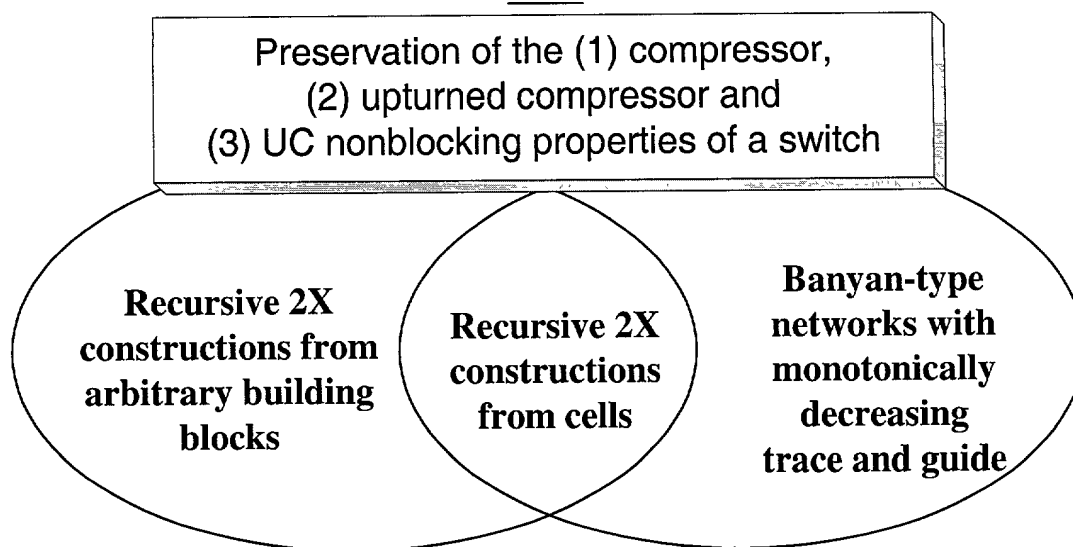 Preservation of the (1) compressor,
(2) upturned compressor and
(3) UC nonblocking properties of a switch
Recursive 2X
constructions from
arbitrary building
blocks
Recursive 2X
constructions
from cells
Banyan-type
networks with
monotonically
decreasing
trace and guide